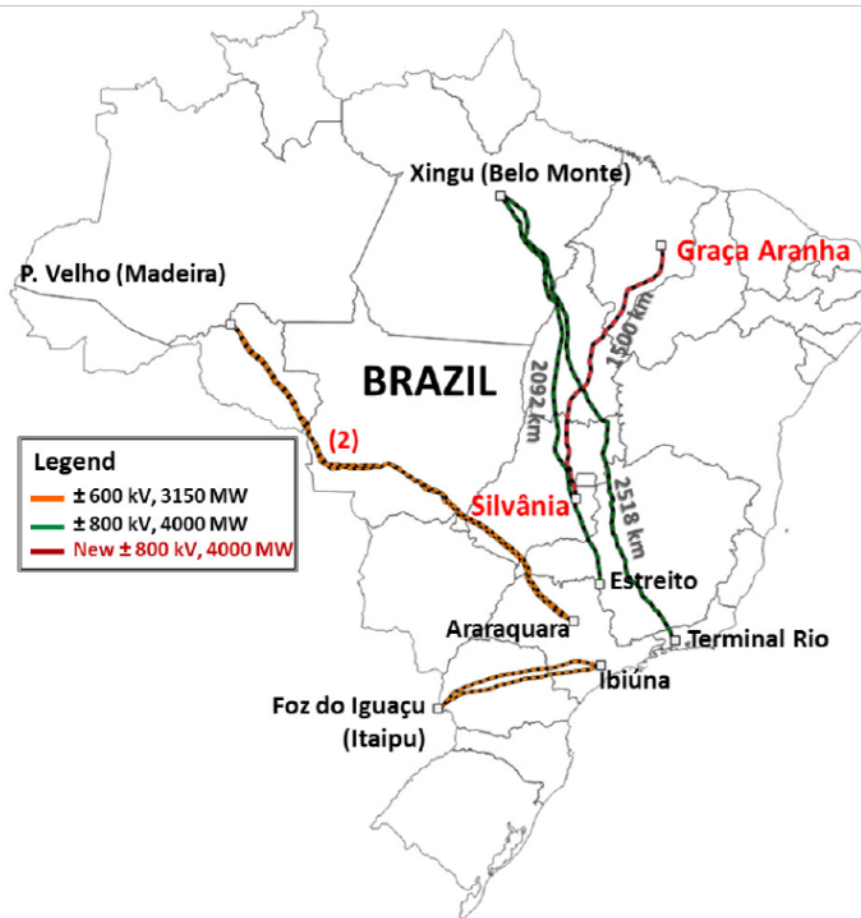 Xingu (Belo Monte)
Graça Aranha
P. Velho (Madeira)
1500 km
BRAZIL
2092 km
(2)
Legend
± 600 kV, 3150 MW
± 800 kV, 4000 MW
New ± 800 kV, 4000 MW
Silvânia
2518 km
Estreito
Araraquara
Terminal Rio
Ibiúna
Foz do Iguaçu
(Itaipu)